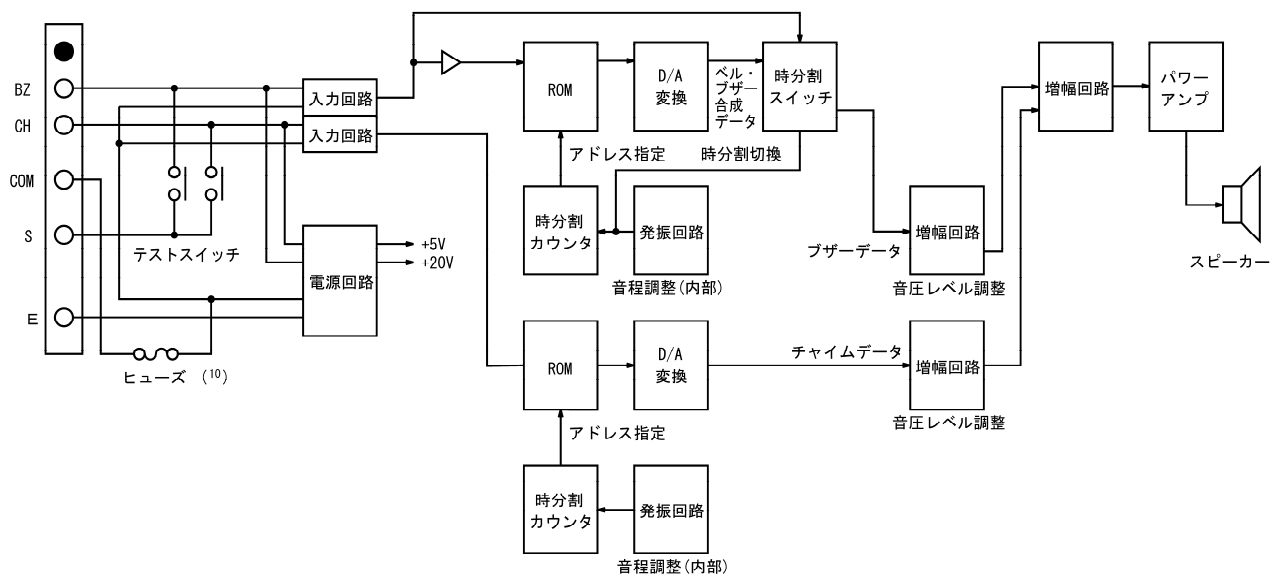 BZ
CH
COM
S
E
テストスイッチ
ヒューズ (10)
入力回路
入力回路
電源回路
+5V
+20V
ROM
D/A
変換
ベル・
ブザー
合成
データ
時分割
スイッチ
アドレス指定
時分割切換
時分割
カウンタ
発振回路
音程調整(内部)
ブザーデータ
増幅回路
音圧レベル調整
増幅回路
パワー
アンプ
スピーカー
ROM
D/A
変換
チャイムデータ
増幅回路
音圧レベル調整
アドレス指定
時分割
カウンタ
発振回路
音程調整(内部)